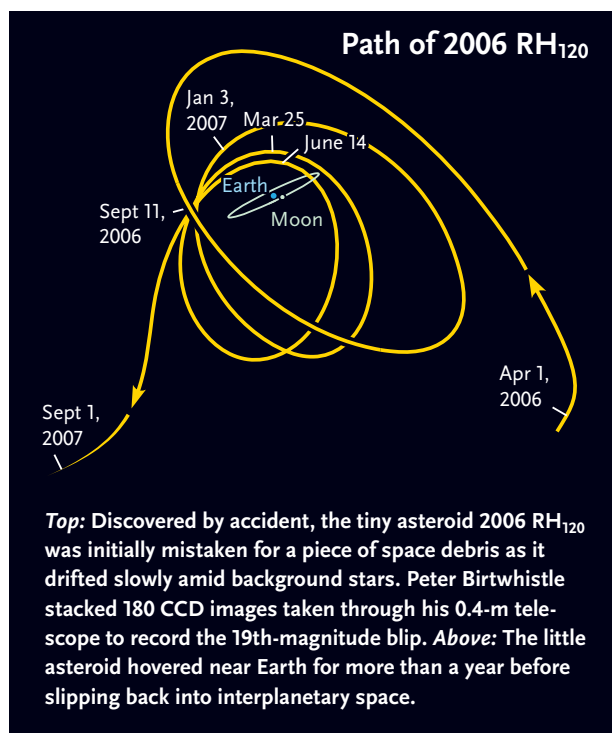 Path of 2006 RH120
Jan 3,
2007
Mar 25
June 14
Earth
Moon
Sept 11,
2006
Apr 1,
2006
Sept 1,
2007
Top: Discovered by accident, the tiny asteroid 2006 RH120
was initially mistaken for a piece of space debris as it
drifted slowly amid background stars. Peter Birtwhistle
stacked 180 CCD images taken through his 0.4-m tele-
scope to record the 19th-magnitude blip. Above: The little
asteroid hovered near Earth for more than a year before
slipping back into interplanetary space.